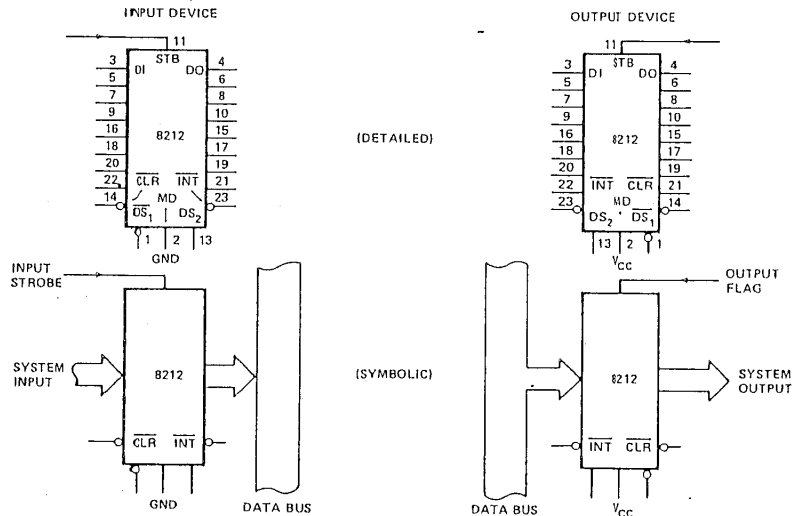 INPUT DEVICE
OUTPUT DEVICE
11
STB
3 DI DO 4
5 6
7 8
9 10
16 8212 15
18 17
20 19
22 CLR INT 21
14 MD 23
DS1 DS2
1 2 13
GND
(DETAILED)
11
STB
3 DI DO 4
5 6
7 8
9 10
16 8212 15
18 17
20 19
22 INT CLR 21
23 MD 14
DS2 DS1
13 2 1
VCC
INPUT
STROBE
SYSTEM
INPUT
8212
CLR INT
GND
DATA BUS
(SYMBOLIC)
OUTPUT
FLAG
8212
SYSTEM
OUTPUT
INT CLR
DATA BUS
VCC